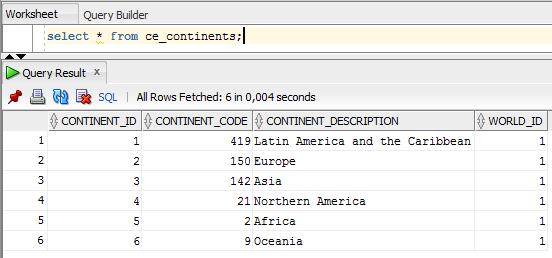 Worksheet Query Builder
select * from ce_continents;
Query Result x
SQL | All Rows Fetched: 6 in 0,004 seconds
CONTINENT_ID CONTINENT_CODE CONTINENT_DESCRIPTION WORLD_ID
1 1 419 Latin America and the Caribbean 1
2 2 150 Europe 1
3 3 142 Asia 1
4 4 21 Northern America 1
5 5 2 Africa 1
6 6 9 Oceania 1